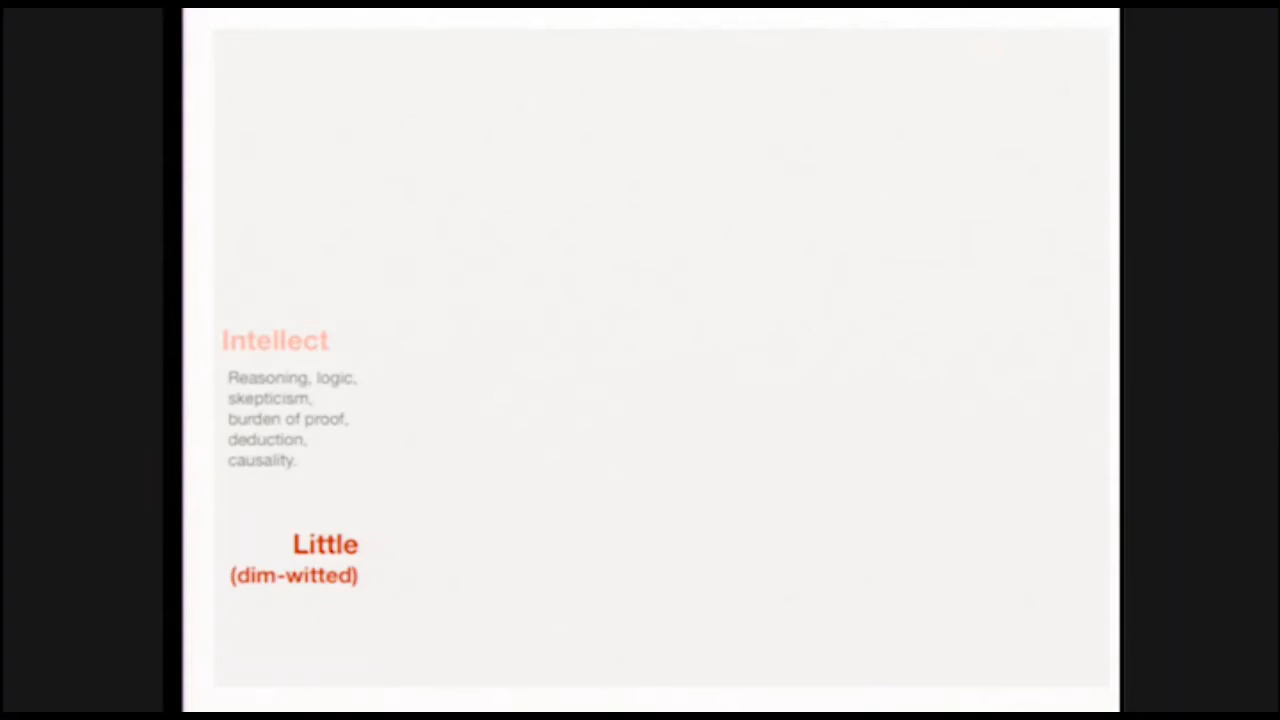 Intellect
Reasoning, logic,
skepticism,
burden of proof,
deduction,
causality.
Little
(dim-witted)